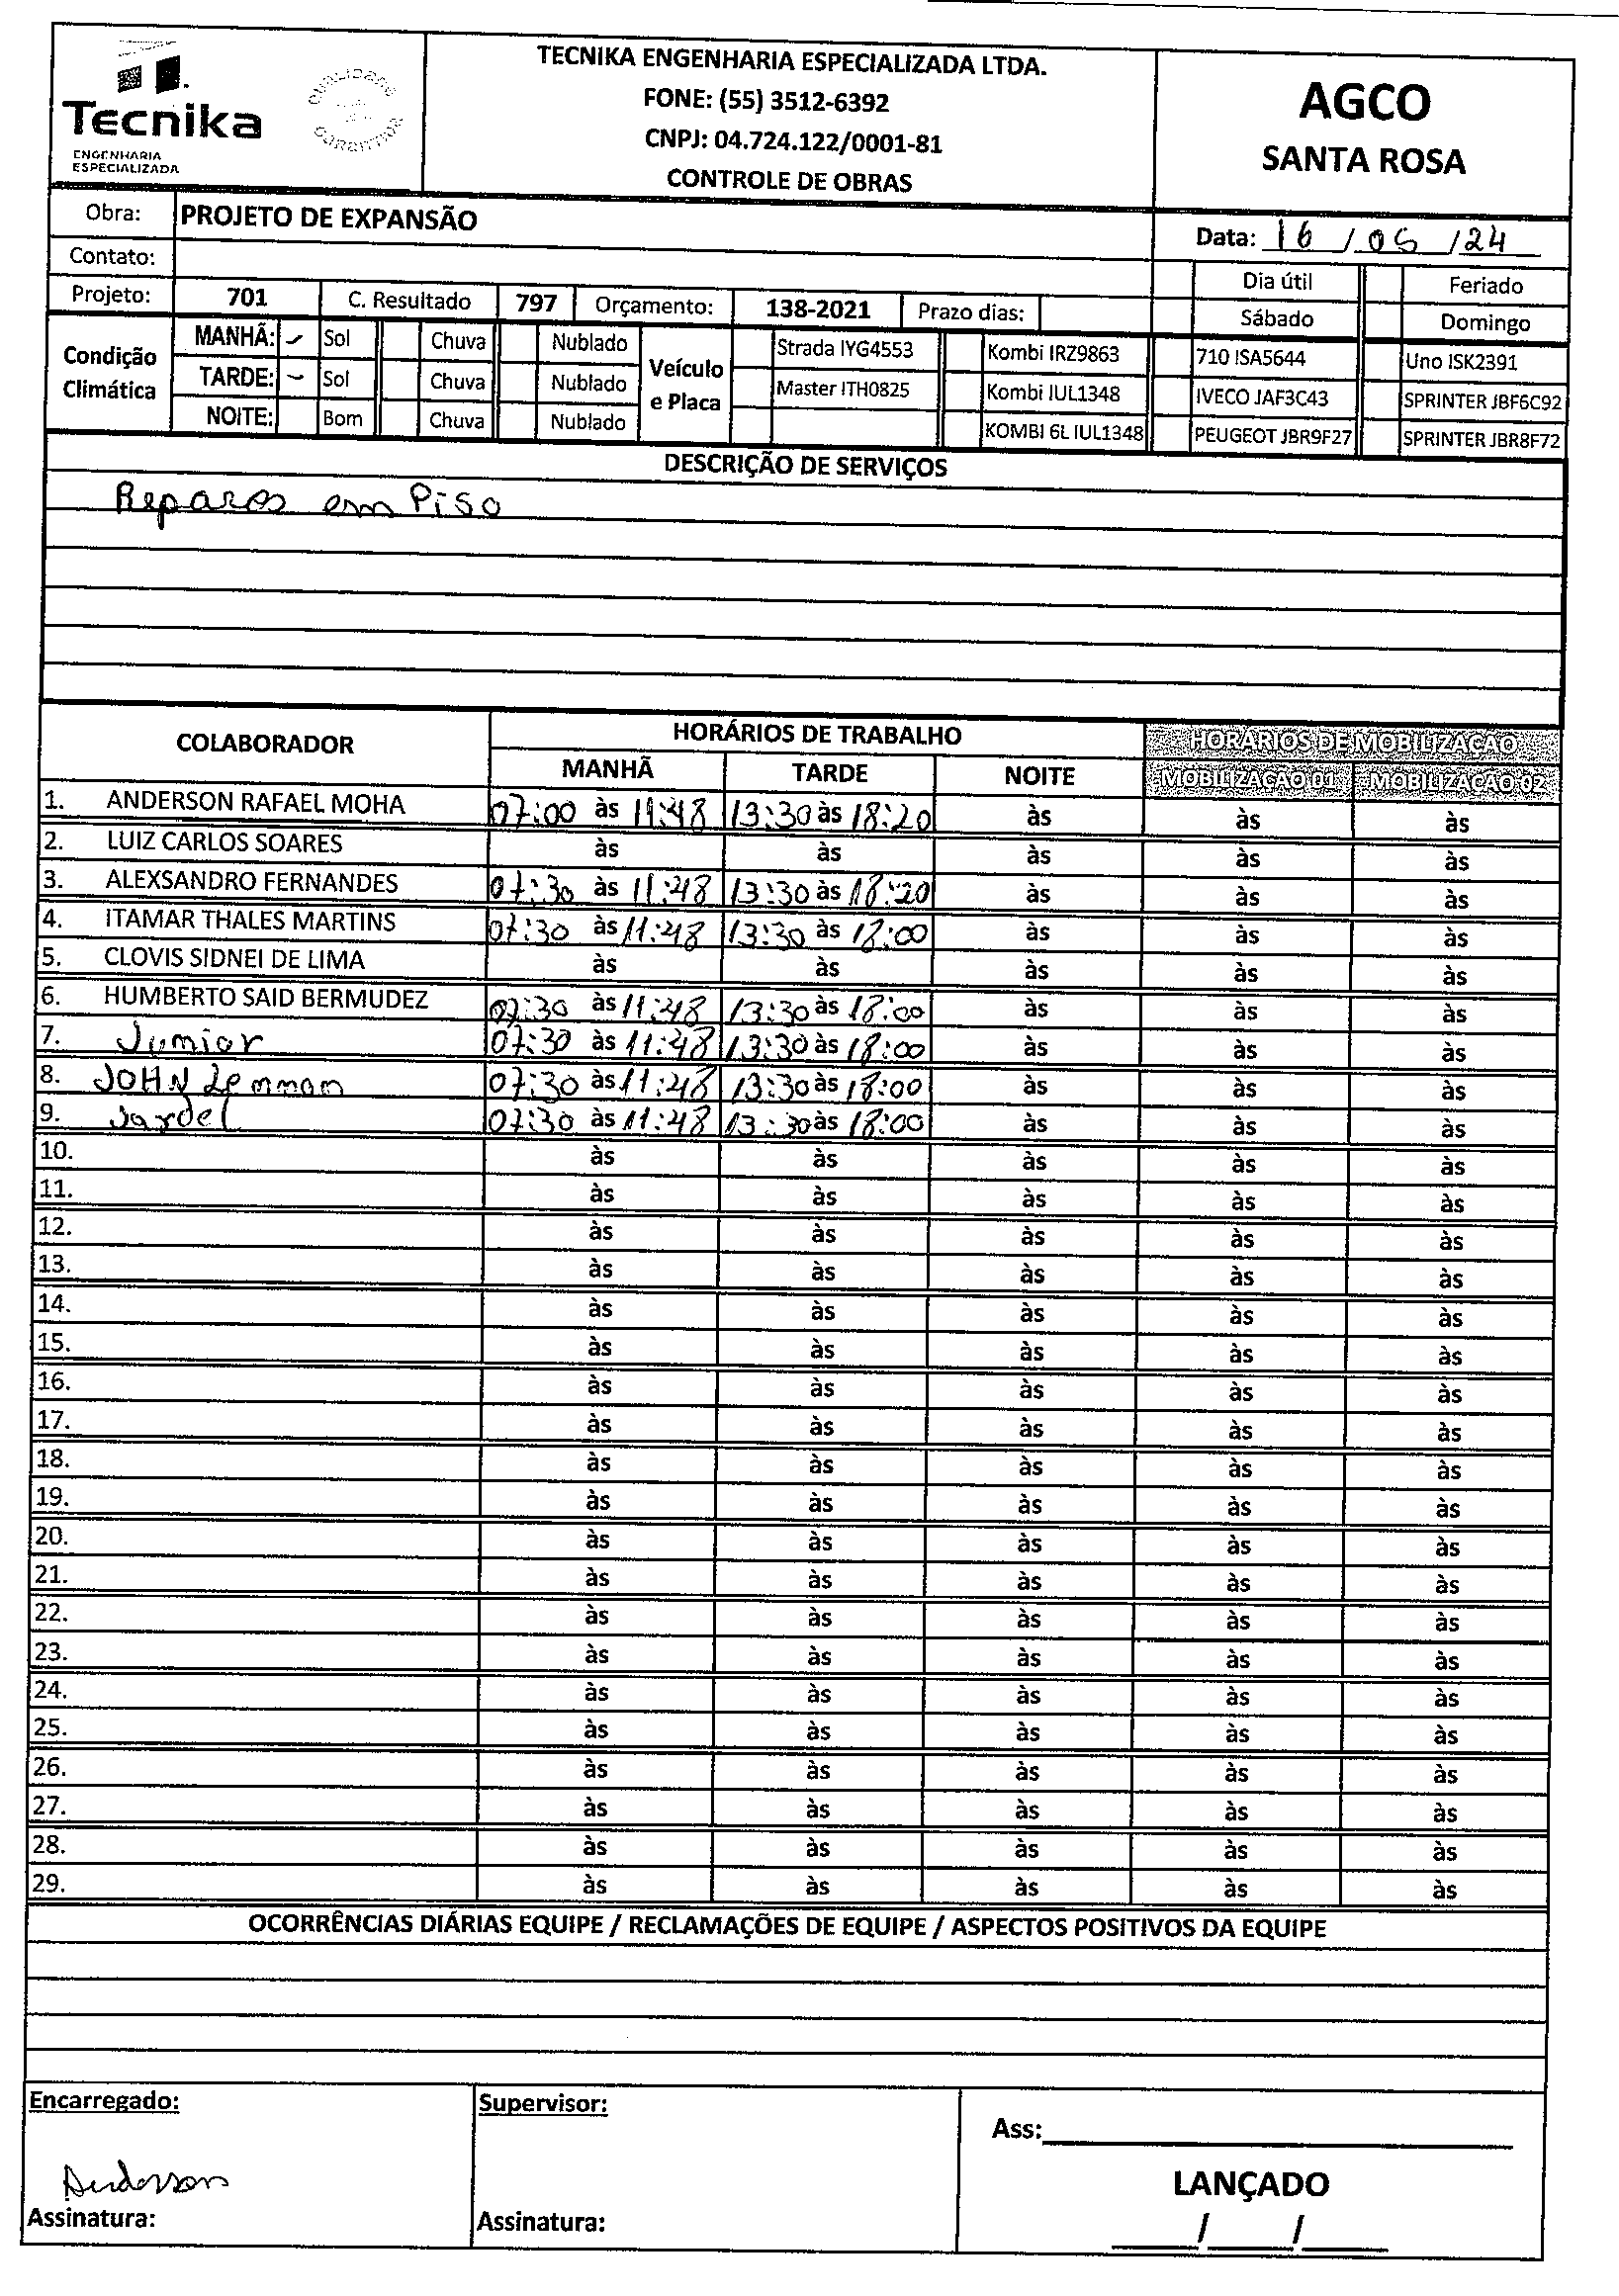 Tecnika
ENGENHARIA
ESPECIALIZADA
QUALIDADE
TECNIKA ENGENHARIA ESPECIALIZADA LTDA.
FONE: (55) 3512-6392
CNPJ: 04.724.122/0001-81
CONTROLE DE OBRAS
AGCO
SANTA ROSA
Obra: PROJETO DE EXPANSÃO
Data: 16/05/24
Contato:
Dia útil Feriado
Projeto: 701 C. Resultado 797 Orçamento: 138-2021 Prazo dias:
Sábado Domingo
Condição Climática
MANHÃ: - Sol Chuva Nublado
TARDE: - Sol Chuva Nublado
NOITE: Bom Chuva Nublado
Veículo e Placa
Strada IYG4553 Kombi IRZ9863 710 ISA5644 Uno ISK2391
Master ITH0825 Kombi IUL1348 IVECO JAF3C43 SPRINTER JBF6C92
KOMBI 6L IUL1348 PEUGEOT JBR9F27 SPRINTER JBR8F72
DESCRIÇÃO DE SERVIÇOS
Reparos em Piso
COLABORADOR HORÁRIOS DE TRABALHO HORÁRIOS DE MOBILIZAÇÃO
MANHÃ TARDE NOITE MOBILIZAÇÃO 01 MOBILIZAÇÃO 02
1. ANDERSON RAFAEL MOHA 07:00 às 11:48 13:30 às 18:20 às às às
2. LUIZ CARLOS SOARES às às às às às
3. ALEXSANDRO FERNANDES 07:30 às 11:48 13:30 às 18:20 às às às
4. ITAMAR THALES MARTINS 07:30 às 11:48 13:30 às 18:00 às às às
5. CLOVIS SIDNEI DE LIMA às às às às às
6. HUMBERTO SAID BERMUDEZ 07:30 às 11:48 13:30 às 18:00 às às às
7. Junior 07:30 às 11:48 13:30 às 18:00 às às às
8. JOHN Lennon 07:30 às 11:48 13:30 às 18:00 às às às
9. Jardel 07:30 às 11:48 13:30 às 18:00 às às às
10. às às às às às
11. às às às às às
12. às às às às às
13. às às às às às
14. às às às às às
15. às às às às às
16. às às às às às
17. às às às às às
18. às às às às às
19. às às às às às
20. às às às às às
21. às às às às às
22. às às às às às
23. às às às às às
24. às às às às às
25. às às às às às
26. às às às às às
27. às às às às às
28. às às às às às
29. às às às às às
OCORRÊNCIAS DIÁRIAS EQUIPE / RECLAMAÇÕES DE EQUIPE / ASPECTOS POSITIVOS DA EQUIPE
Encarregado:
Anderson
Assinatura:
Supervisor:
Assinatura:
Ass:
LANÇADO
/ /